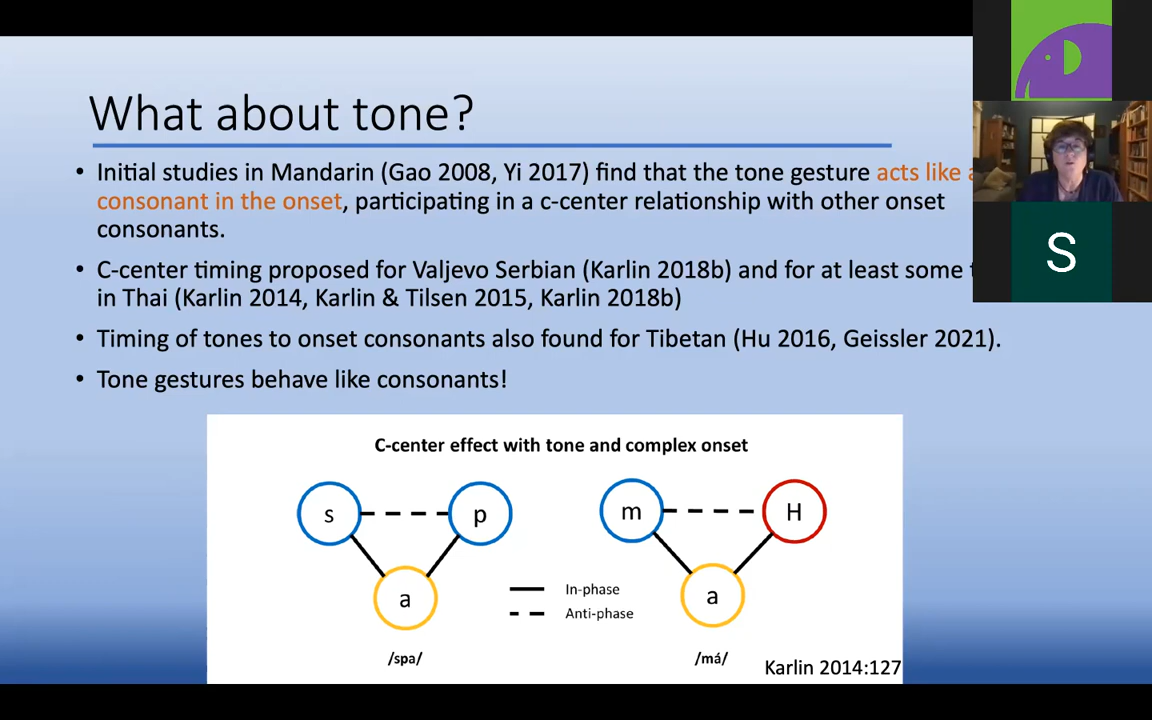 What about tone?
• Initial studies in Mandarin (Gao 2008, Yi 2017) find that the tone gesture acts like
consonant in the onset, participating in a c-center relationship with other onset
consonants.
• C-center timing proposed for Valjevo Serbian (Karlin 2018b) and for at least some
in Thai (Karlin 2014, Karlin & Tilsen 2015, Karlin 2018b)
• Timing of tones to onset consonants also found for Tibetan (Hu 2016, Geissler 2021).
• Tone gestures behave like consonants!
C-center effect with tone and complex onset
s p m H
a a
In-phase
Anti-phase
/spa/ /má/
Karlin 2014:127
S